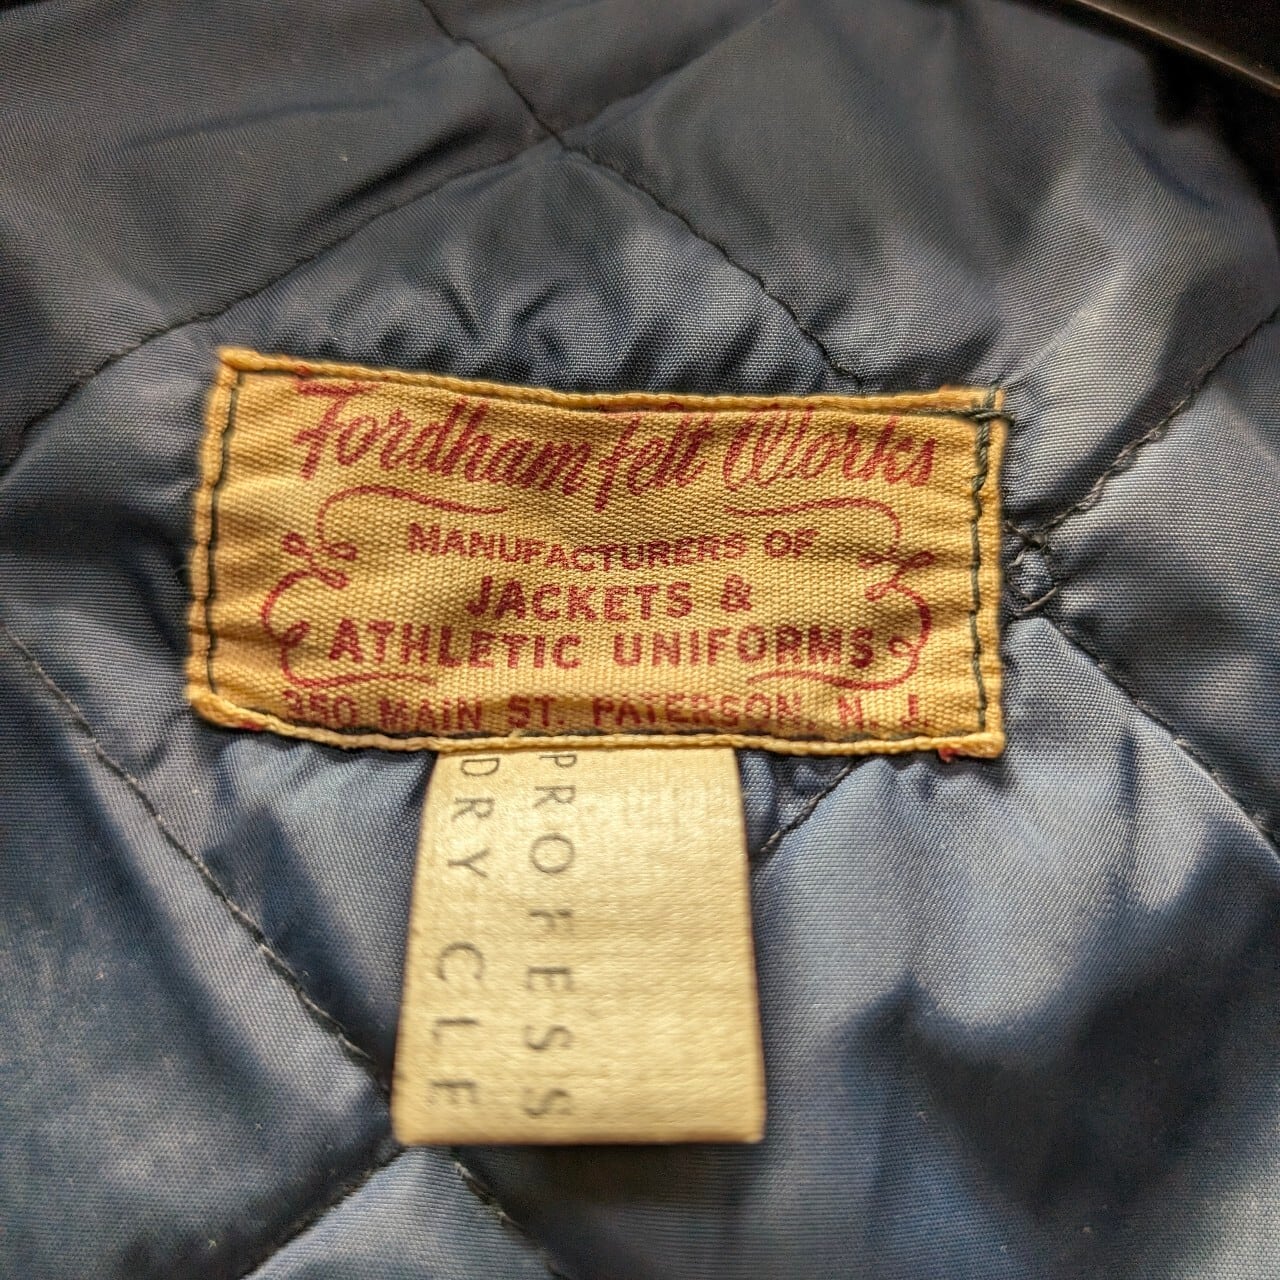 Fordham felt Works
MANUFACTURERS OF
JACKETS &
ATHLETIC UNIFORMS
350 MAIN ST. PATERSON, N. J.
PROFESS
DRY CLE